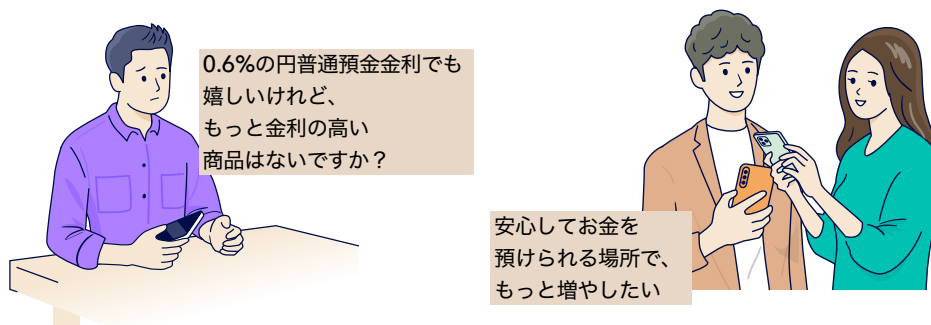 0.6%の円普通預金金利でも
嬉しいけれど、
もっと金利の高い
商品はないですか？
安心してお金を
預けられる場所で、
もっと増やしたい